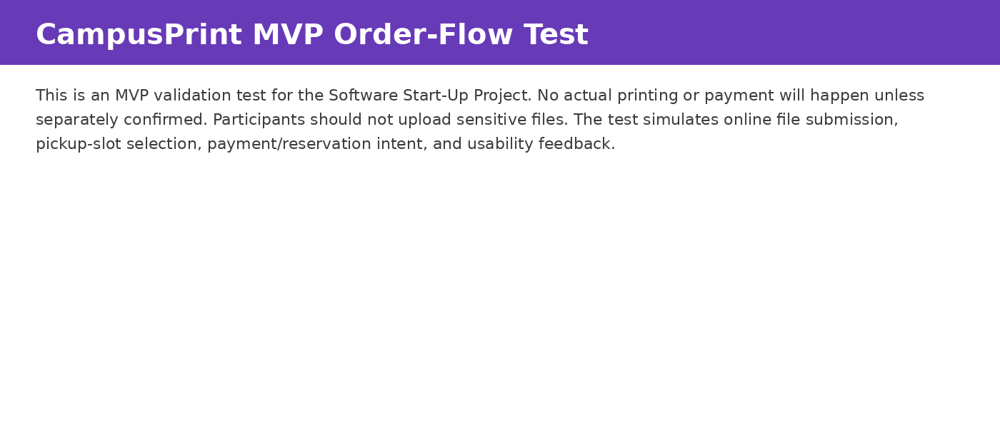 CampusPrint MVP Order-Flow Test
This is an MVP validation test for the Software Start-Up Project. No actual printing or payment will happen unless
separately confirmed. Participants should not upload sensitive files. The test simulates online file submission,
pickup-slot selection, payment/reservation intent, and usability feedback.